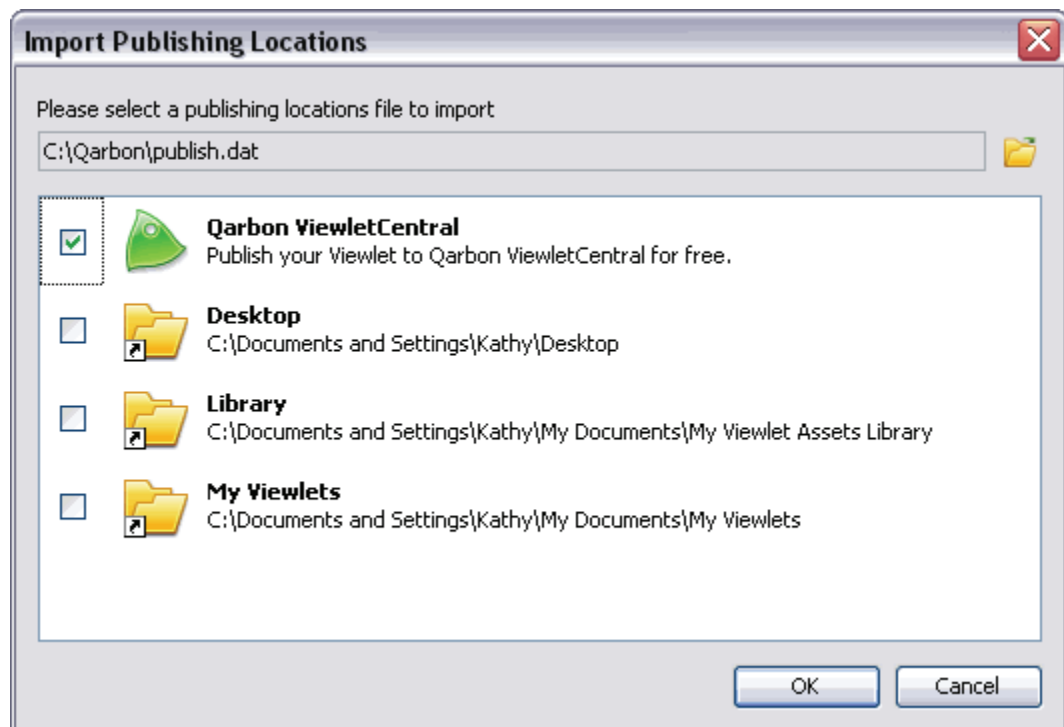 Import Publishing Locations
Please select a publishing locations file to import
C:\Qarbon\publish.dat
Qarbon ViewletCentral
Publish your Viewlet to Qarbon ViewletCentral for free.
Desktop
C:\Documents and Settings\Kathy\Desktop
Library
C:\Documents and Settings\Kathy\My Documents\My Viewlet Assets Library
My Viewlets
C:\Documents and Settings\Kathy\My Documents\My Viewlets
OK Cancel